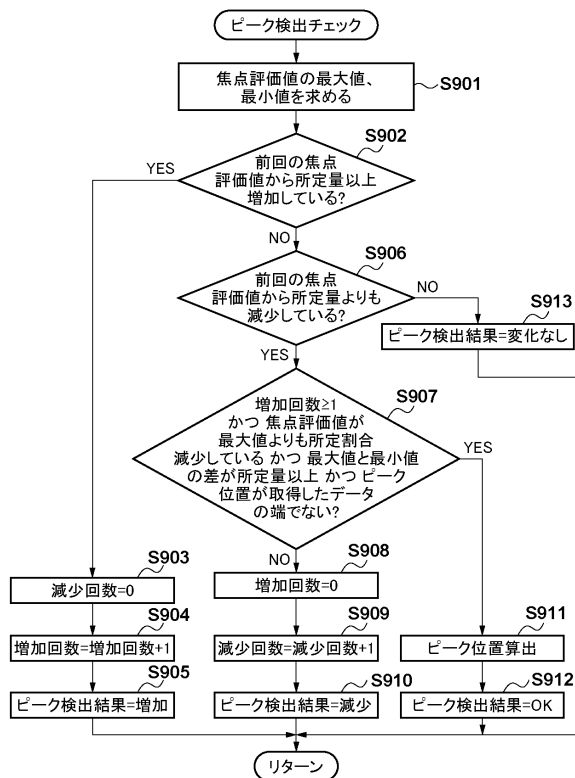 ピーク検出チェック
焦点評価値の最大値、
最小値を求める
S901
S902
前回の焦点
評価値から所定量以上
増加している?
YES
NO
S906
前回の焦点
評価値から所定量よりも
減少している?
NO
S913
ピーク検出結果=変化なし
YES
S907
増加回数≥1
かつ 焦点評価値が
最大値よりも所定割合
減少している かつ 最大値と最小値
の差が所定量以上 かつ ピーク
位置が取得したデータ
の端でない?
YES
NO
S903
減少回数=0
S904
増加回数=増加回数+1
S905
ピーク検出結果=増加
S908
増加回数=0
S909
減少回数=減少回数+1
S910
ピーク検出結果=減少
S911
ピーク位置算出
S912
ピーク検出結果=OK
リターン